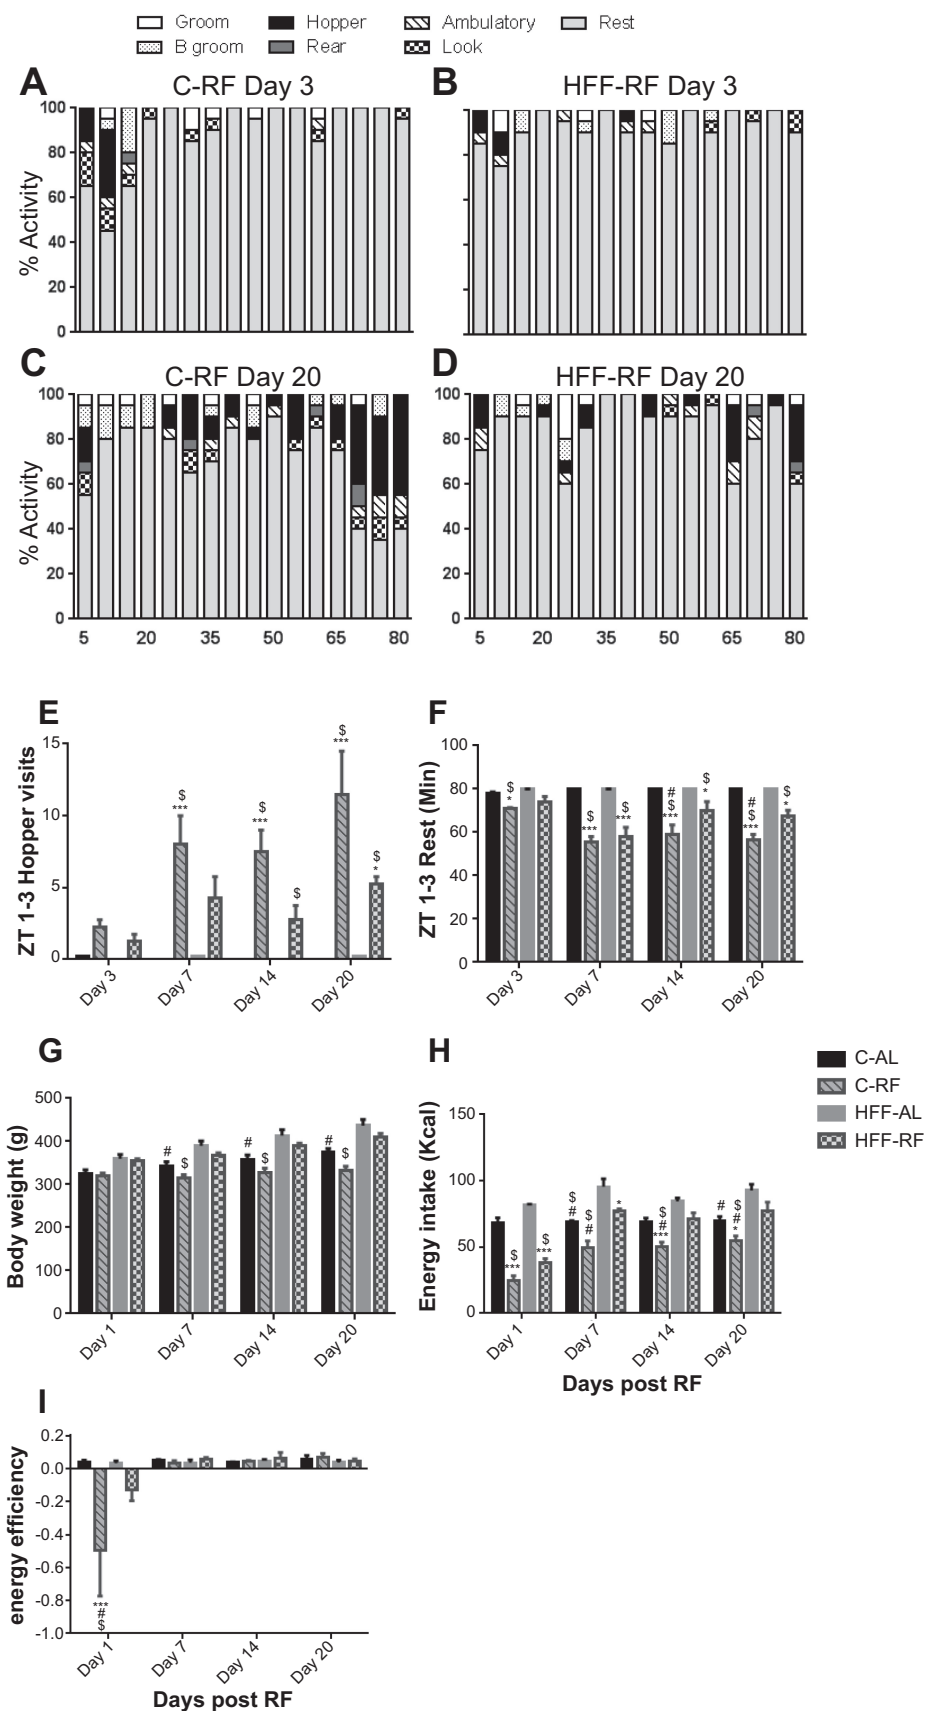 Groom Hopper Ambulatory Rest
B groom Rear Look
A C-RF Day 3 B HFF-RF Day 3
% Activity
100
80
60
40
20
0
C C-RF Day 20 D HFF-RF Day 20
% Activity
100 100
80 80
60 60
40 40
20 20
0 0
5 20 35 50 65 80 5 20 35 50 65 80
E
ZT 1-3 Hopper visits
15
10
5
0
$
***
$
***
$
***
$
$
*
Day 3 Day 7 Day 14 Day 20
F
ZT 1-3 Rest (Min)
100
80
60
40
20
0
$
*
$
***
$
***
#
$
***
$
*
#
$
***
$
*
Day 3 Day 7 Day 14 Day 20
G
Body weight (g)
500
400
300
200
100
0
# $ # $ # $
Day 1 Day 7 Day 14 Day 20
H
Energy intake (Kcal)
150
100
50
0
$
***
$
***
$
#
$
#
*
$
#
***
#
$
#
*
Day 1 Day 7 Day 14 Day 20
Days post RF
C-AL
C-RF
HFF-AL
HFF-RF
I
energy efficiency
0.2
0.0
-0.2
-0.4
-0.6
-0.8
-1.0
***
#
$
Day 1 Day 7 Day 14 Day 20
Days post RF